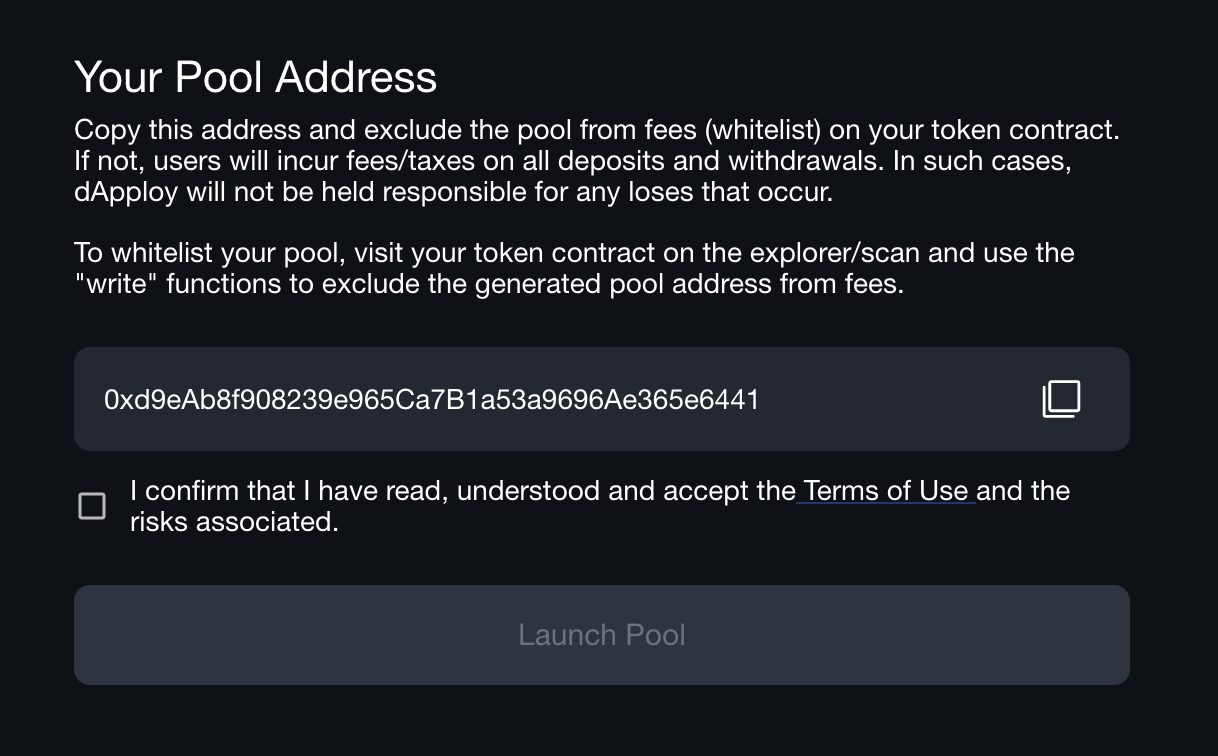 Your Pool Address
Copy this address and exclude the pool from fees (whitelist) on your token contract.
If not, users will incur fees/taxes on all deposits and withdrawals. In such cases,
dApploy will not be held responsible for any loses that occur.
To whitelist your pool, visit your token contract on the explorer/scan and use the
"write" functions to exclude the generated pool address from fees.
0xd9eAb8f908239e965Ca7B1a53a9696Ae365e6441
I confirm that I have read, understood and accept the Terms of Use and the
risks associated.
Launch Pool